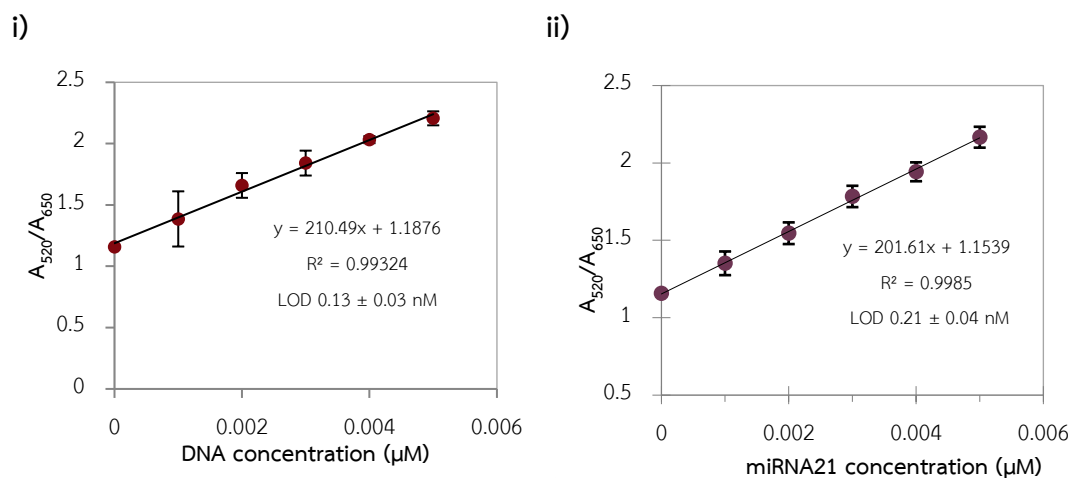 i)
2.5
2
1.5
1
0.5
0
A520/A650
y = 210.49x + 1.1876
R² = 0.99324
LOD 0.13 ± 0.03 nM
0 0.002 0.004 0.006
DNA concentration (µM)
ii)
2.5
2
1.5
1
0.5
A520/A650
y = 201.61x + 1.1539
R² = 0.9985
LOD 0.21 ± 0.04 nM
0 0.002 0.004 0.006
miRNA21 concentration (µM)